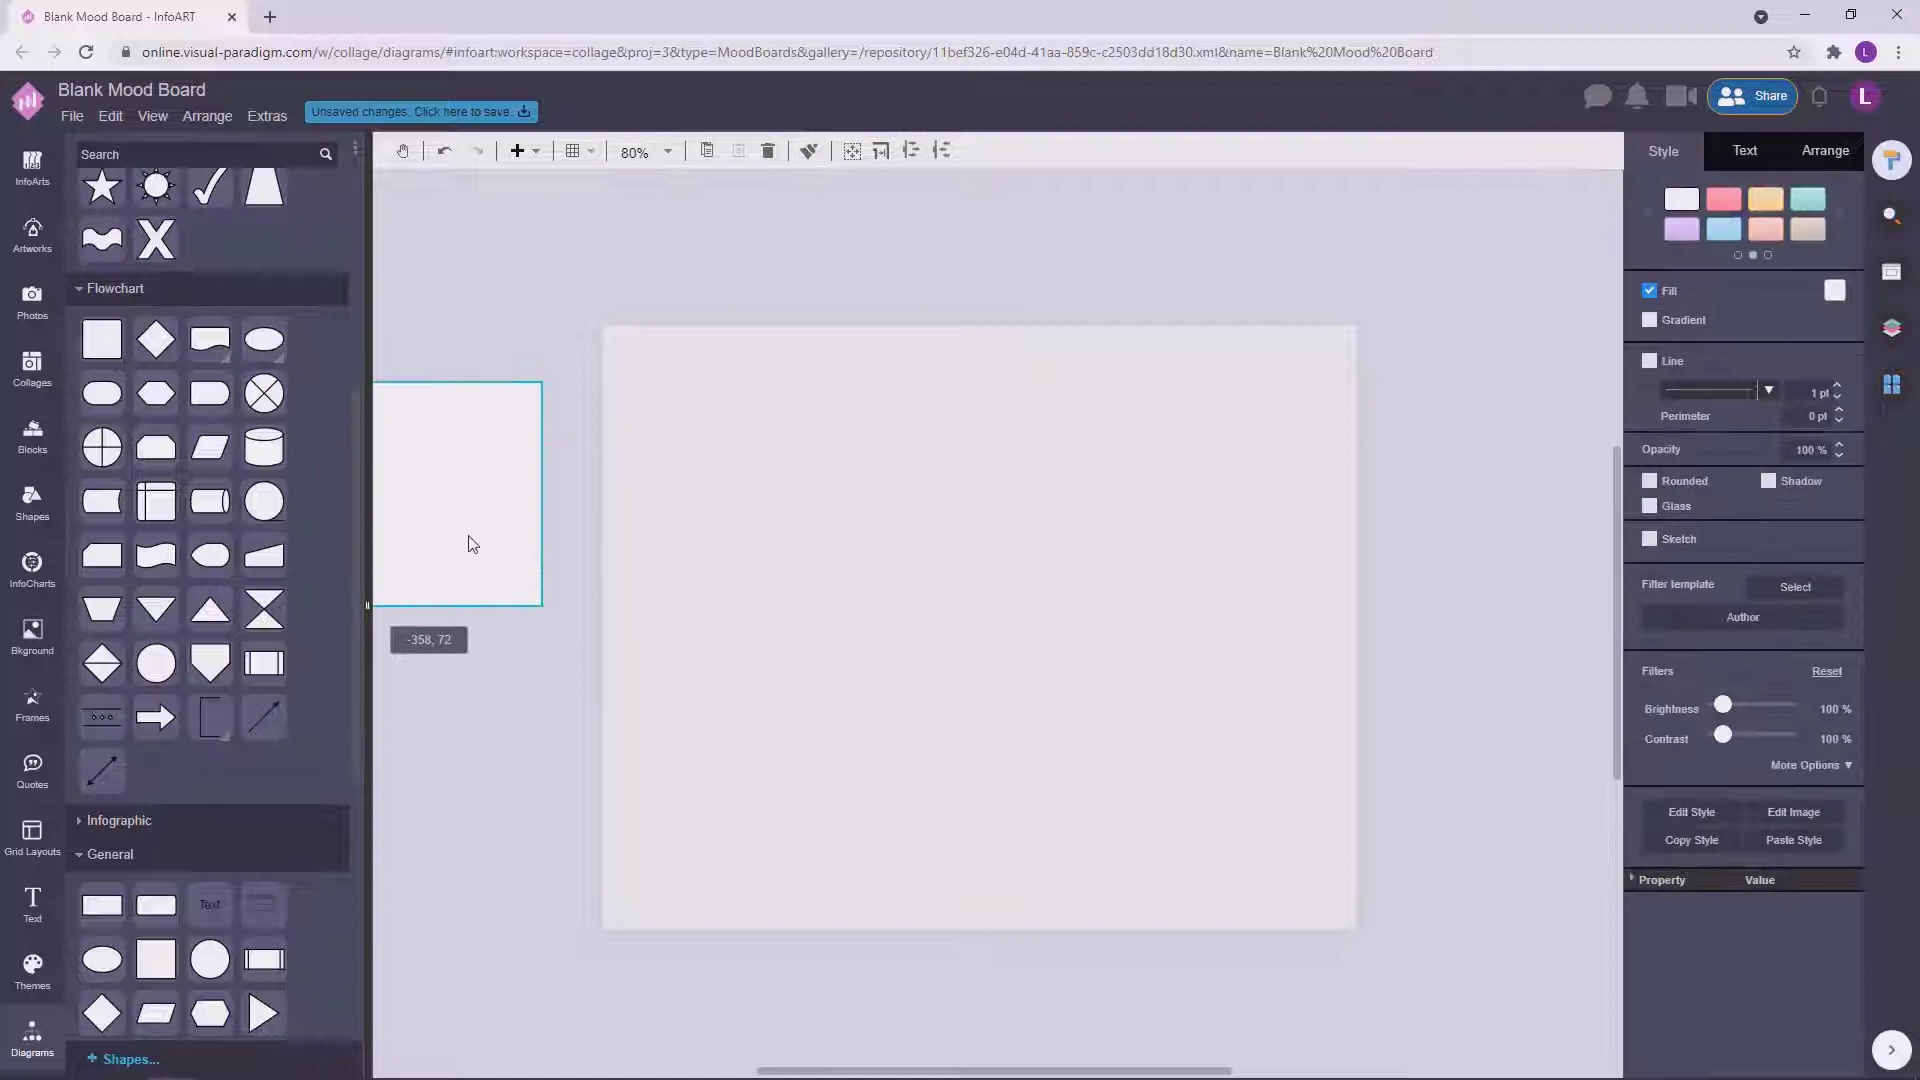 Blank Mood Board - InfoART
online.visual-paradigm.com/w/collage/diagrams/#infoart:workspace=collage&proj=3&type=MoodBoards&gallery=/repository/11bef326-e04d-41aa-859c-c2503dd18d30.xml&name=Blank%20Mood%20Board
L
Blank Mood Board
File Edit View Arrange Extras
Unsaved changes. Click here to save.
Share
L
InfoArts
Artworks
Photos
Collages
Blocks
Shapes
InfoCharts
Bkground
Frames
Quotes
Grid Layouts
Text
Themes
Diagrams
Search
Flowchart
Infographic
General
Text
+ Shapes...
80%
-358, 72
Style Text Arrange
Fill
Gradient
Line
1 pt
Perimeter 0 pt
Opacity 100 %
Rounded Shadow
Glass
Sketch
Filter template Select
Author
Filters Reset
Brightness 100 %
Contrast 100 %
More Options
Edit Style Edit Image
Copy Style Paste Style
Property Value